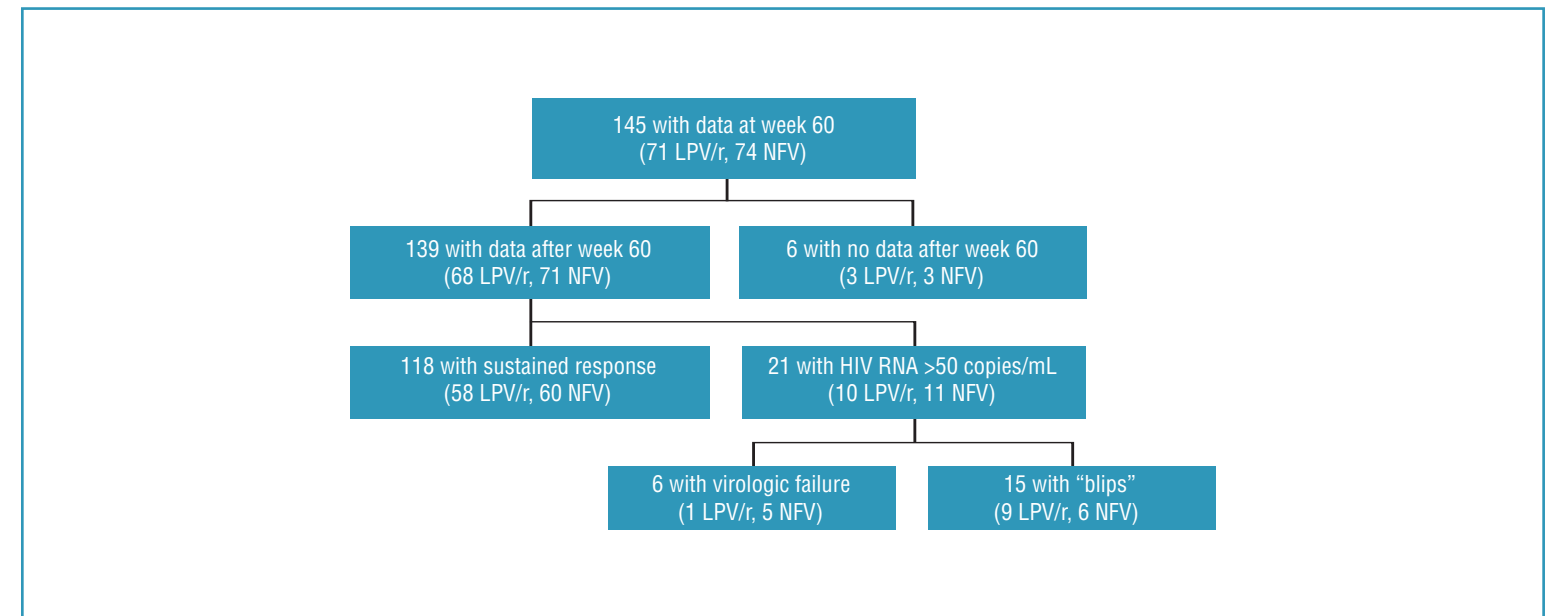 145 with data at week 60
(71 LPV/r, 74 NFV)
139 with data after week 60
(68 LPV/r, 71 NFV)
6 with no data after week 60
(3 LPV/r, 3 NFV)
118 with sustained response
(58 LPV/r, 60 NFV)
21 with HIV RNA >50 copies/mL
(10 LPV/r, 11 NFV)
6 with virologic failure
(1 LPV/r, 5 NFV)
15 with “blips”
(9 LPV/r, 6 NFV)